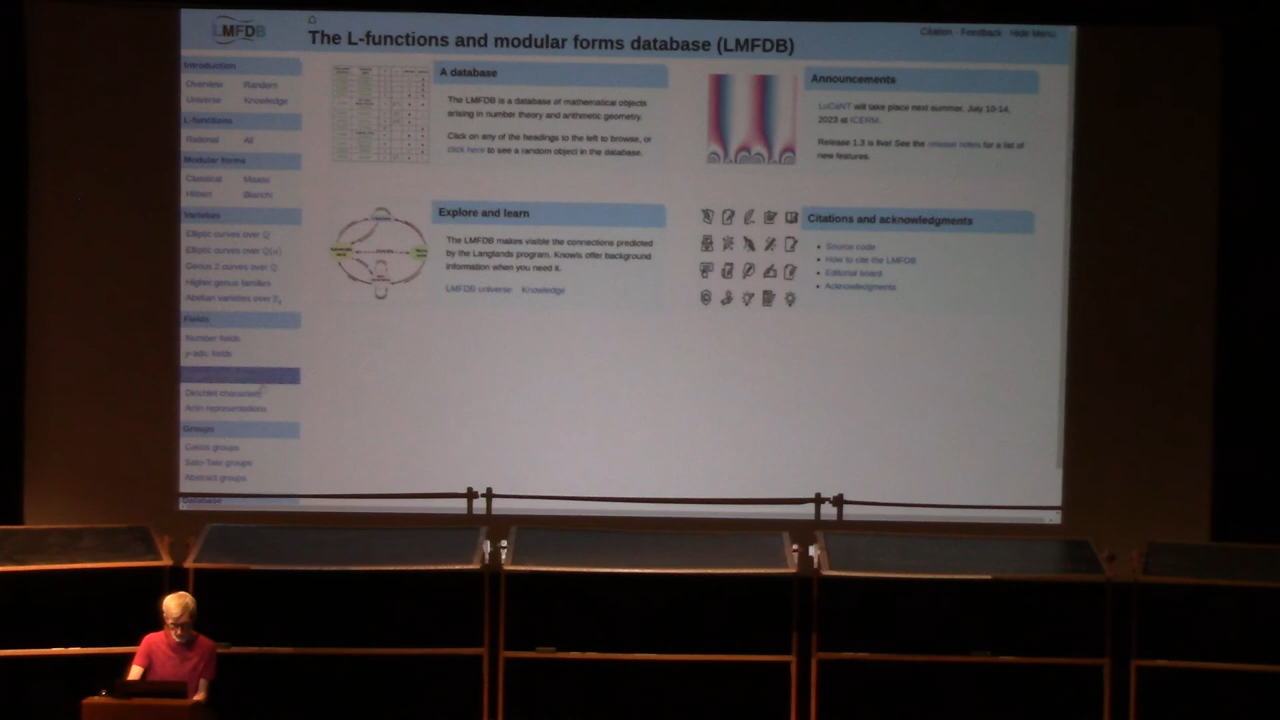 LMFDB
The L-functions and modular forms database (LMFDB)
Citation · Feedback · Hide Menu
Introduction
Overview Random
Universe Knowledge
L-functions
Rational All
Modular forms
Classical Maass
Hilbert Bianchi
Varieties
Elliptic curves over Q
Elliptic curves over Q(α)
Genus 2 curves over Q
Higher genus families
Abelian varieties over F
Fields
Number fields
p-adic fields
Dirichlet characters
Artin representations
Groups
Galois groups
Sato-Tate groups
Abstract groups
Database
A database
The LMFDB is a database of mathematical objects
arising in number theory and arithmetic geometry.
Click on any of the headings to the left to browse, or
click here to see a random object in the database.
Announcements
LuCaNT will take place next summer, July 10-14,
2023 at ICERM.
Release 1.3 is live! See the release notes for a list of
new features.
Explore and learn
The LMFDB makes visible the connections predicted
by the Langlands program. Knowls offer background
information when you need it.
LMFDB universe Knowledge
Citations and acknowledgments
• Source code
• How to cite the LMFDB
• Editorial board
• Acknowledgments